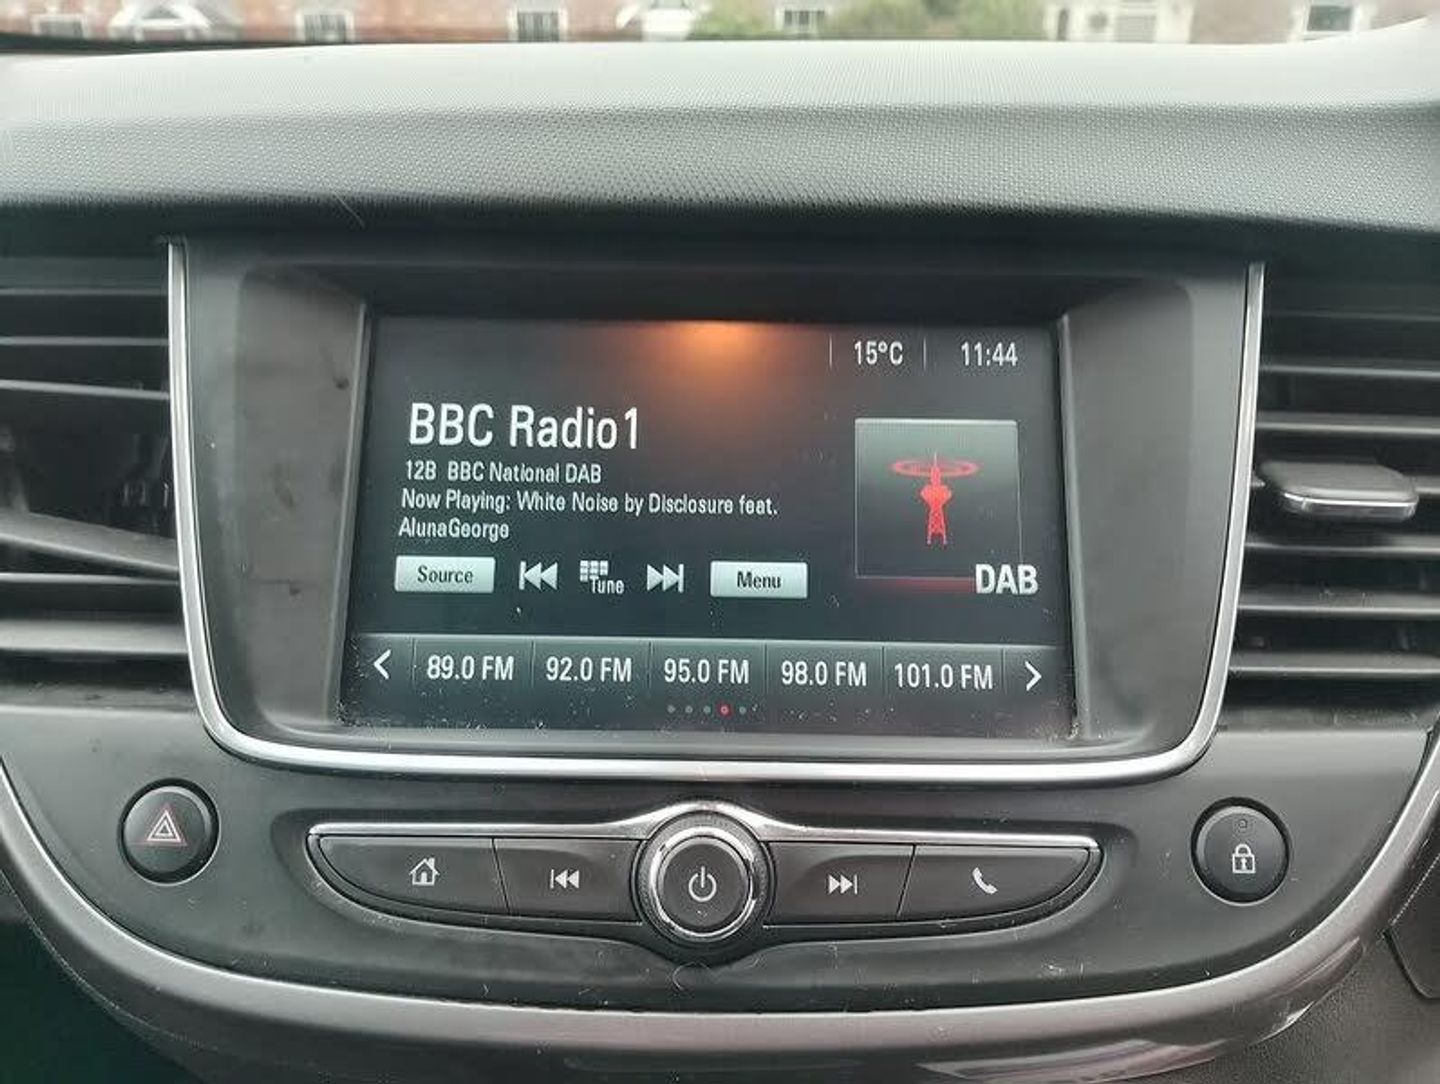 15°C 11:44
BBC Radio1
12B BBC National DAB
Now Playing: White Noise by Disclosure feat.
AlunaGeorge
Source Tune Menu
DAB
89.0 FM 92.0 FM 95.0 FM 98.0 FM 101.0 FM